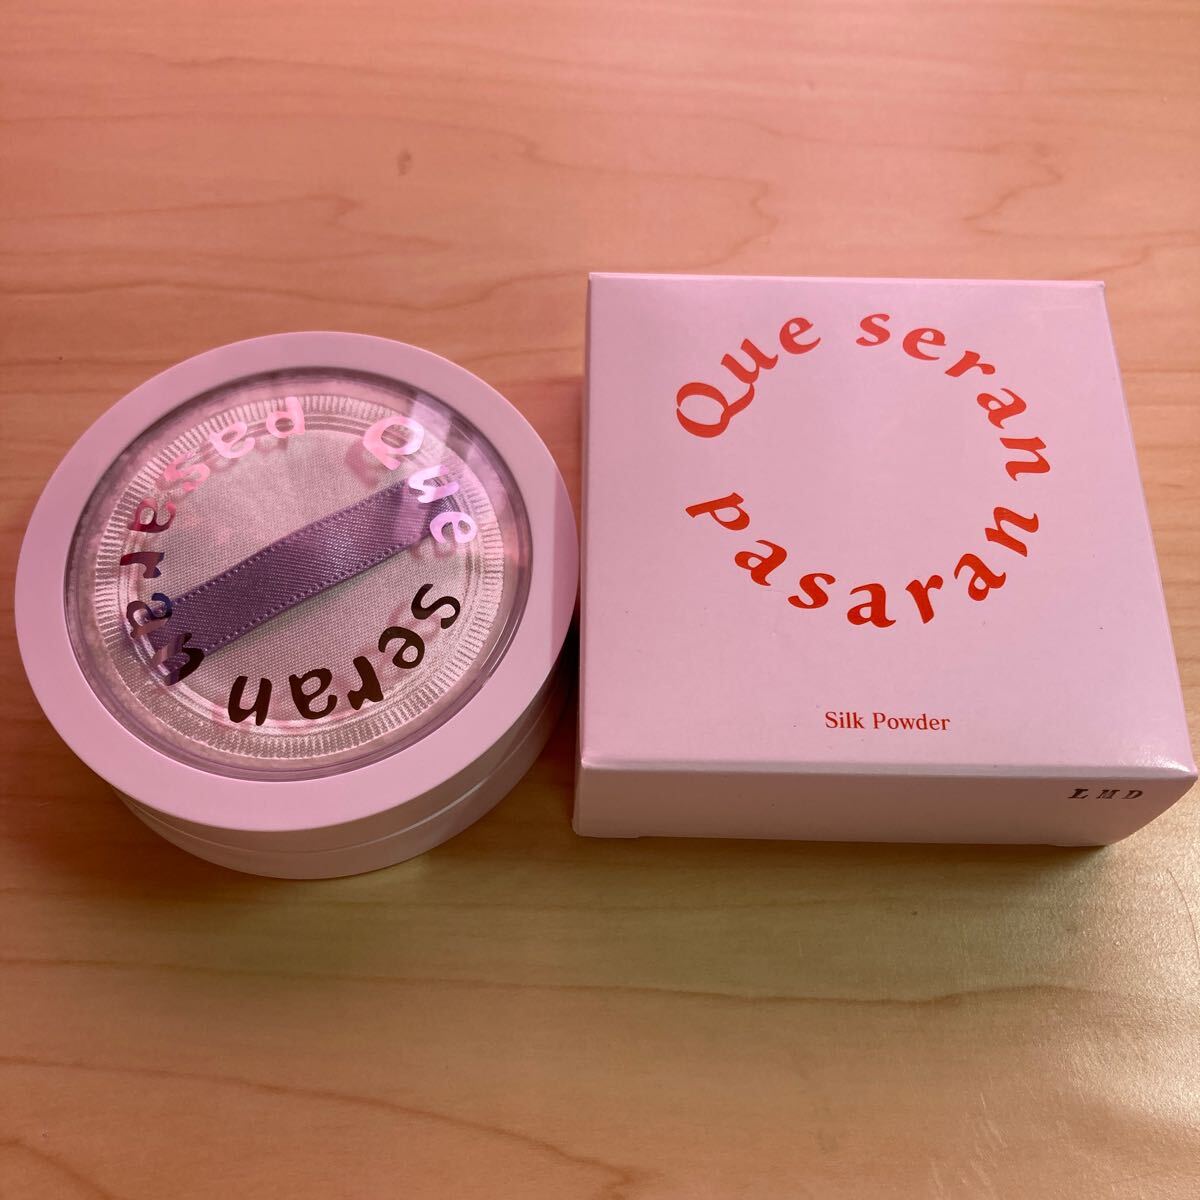 Que seran
pasaran
Que seran
pasaran
Silk Powder
LMD